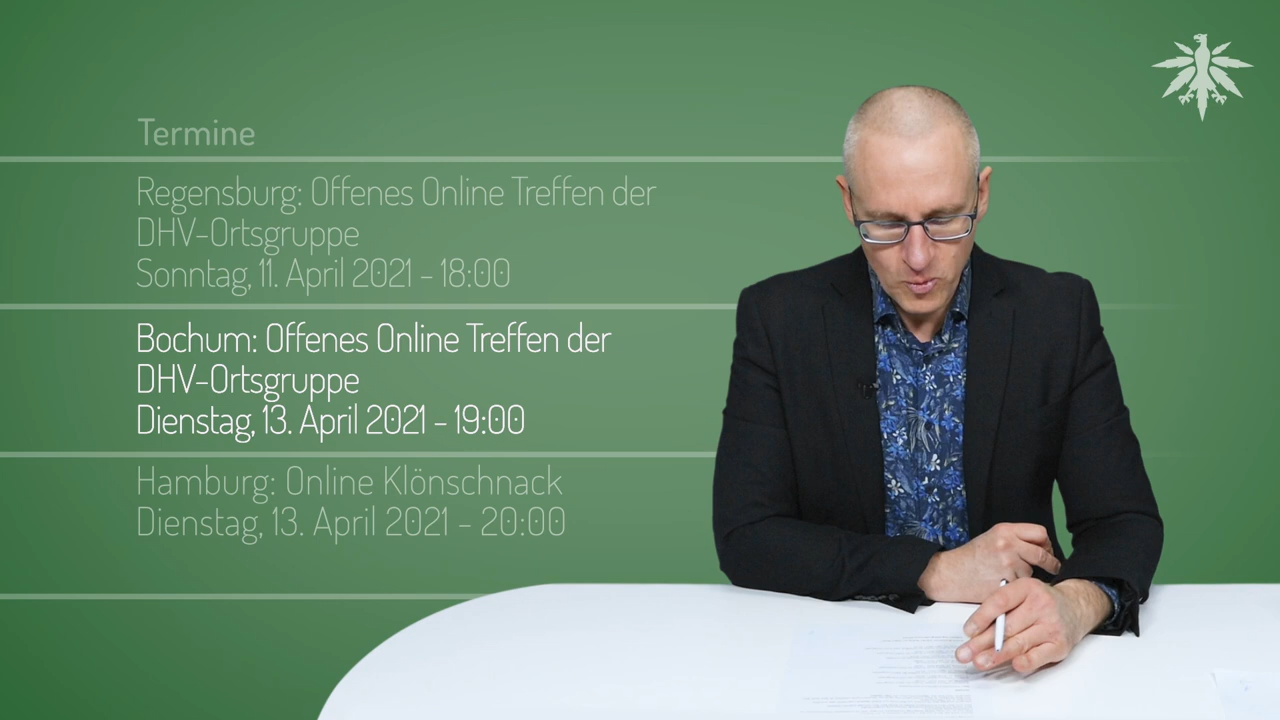 Termine
Regensburg: Offenes Online Treffen der
DHV-Ortsgruppe
Sonntag, 11. April 2021 - 18:00
Bochum: Offenes Online Treffen der
DHV-Ortsgruppe
Dienstag, 13. April 2021 - 19:00
Hamburg: Online Klönschnack
Dienstag, 13. April 2021 - 20:00